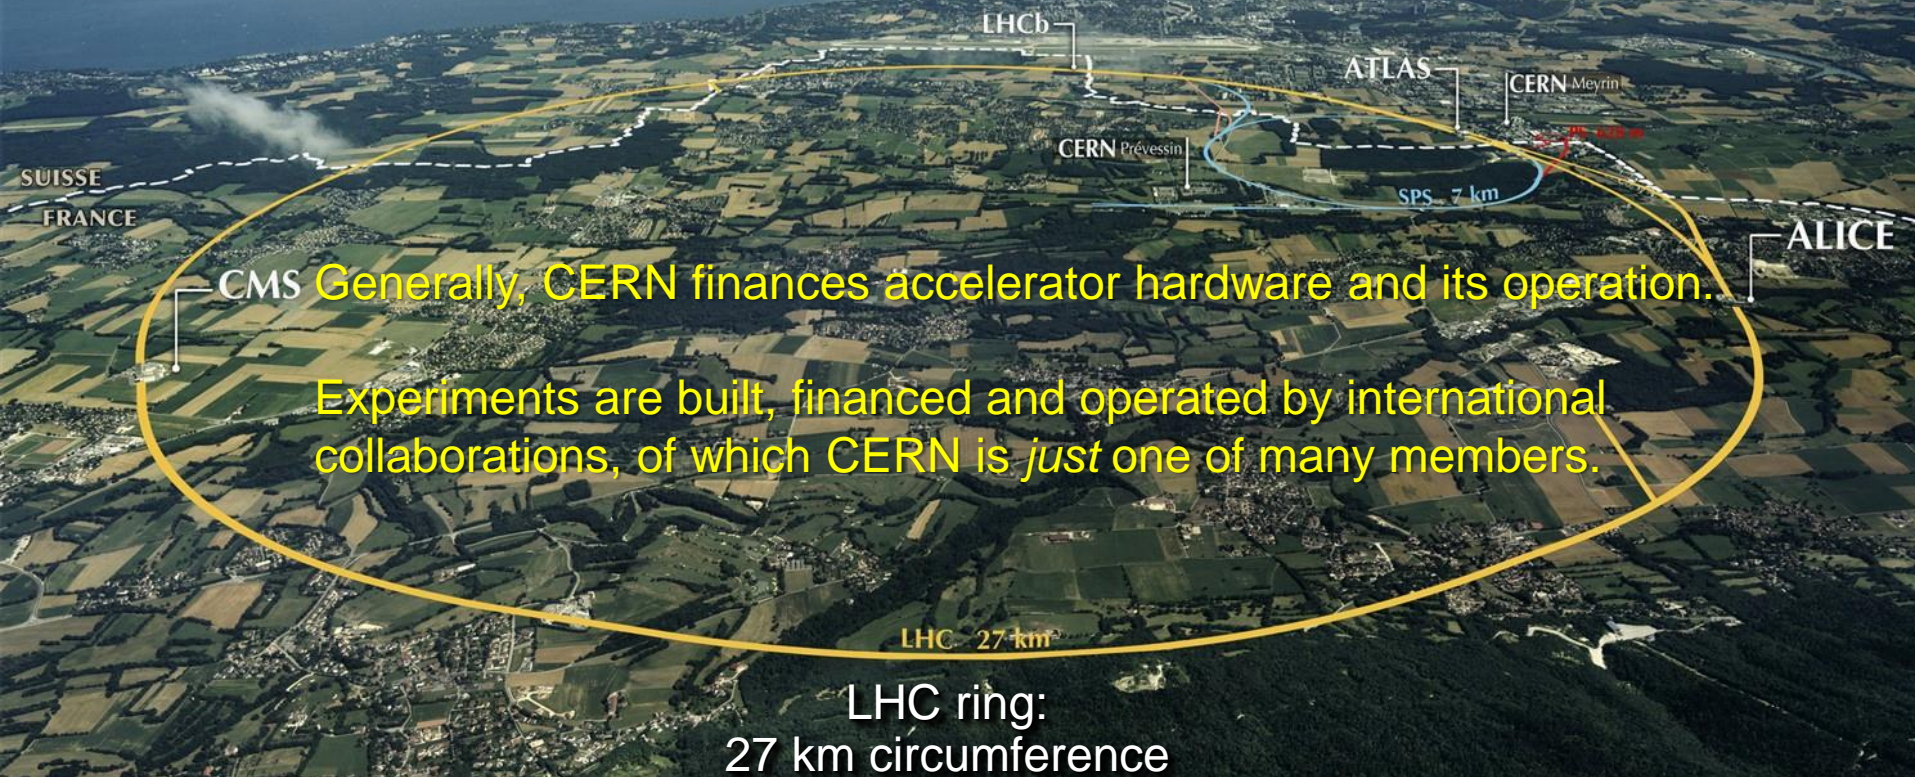 LHCb
ATLAS
CERN Meyrin
CERN Prévessin
SUISSE
FRANCE
SPS 7 km
ALICE
CMS
Generally, CERN finances accelerator hardware and its operation.
Experiments are built, financed and operated by international
collaborations, of which CERN is just one of many members.
LHC 27 km
LHC ring:
27 km circumference